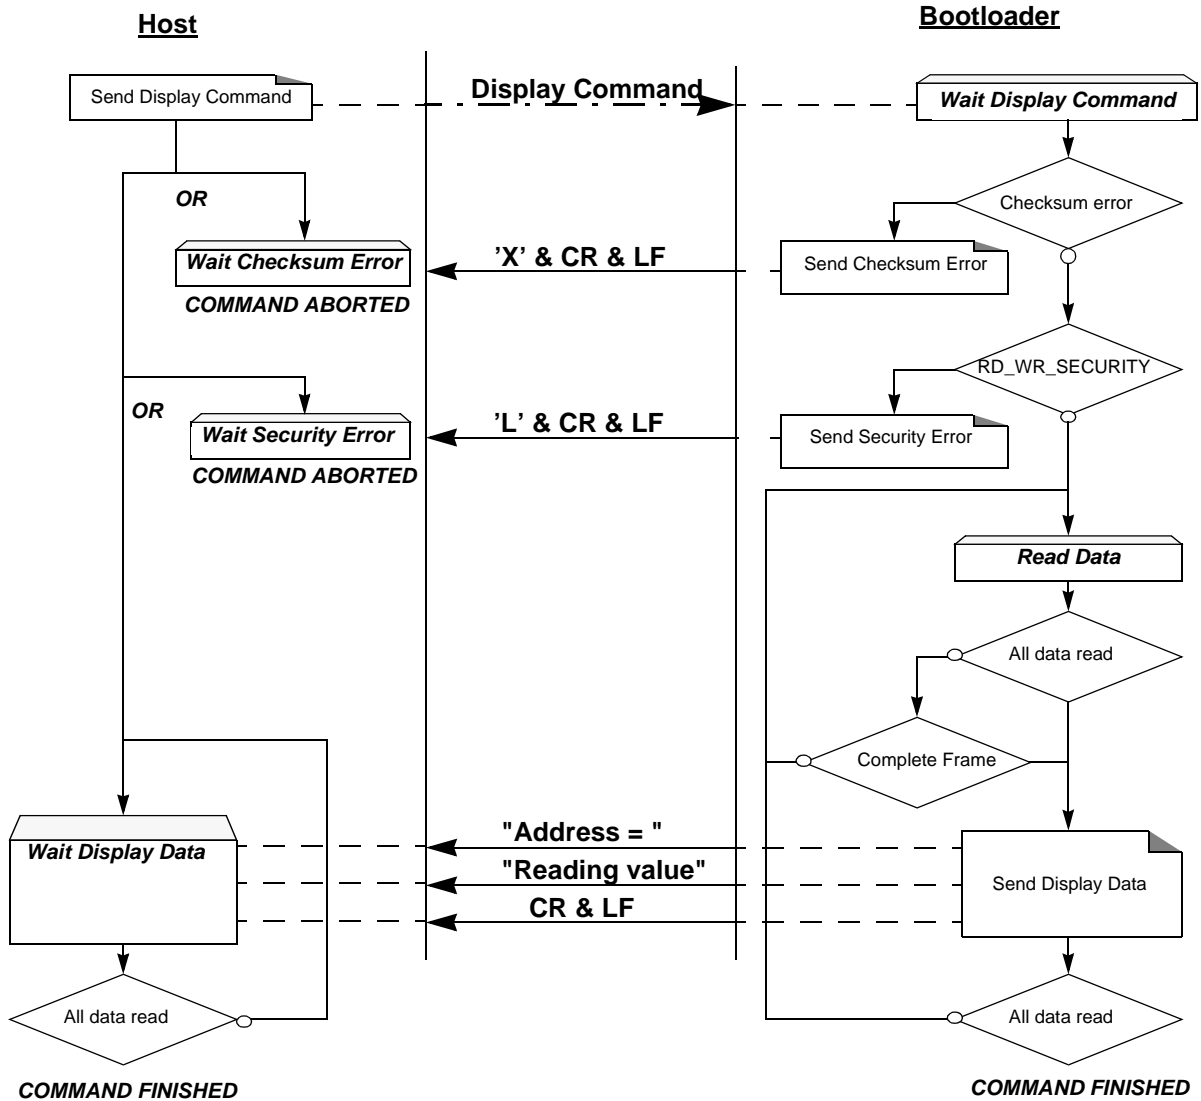 Host
Bootloader
Send Display Command
Display Command
Wait Display Command
OR
Checksum error
Wait Checksum Error
'X' & CR & LF
Send Checksum Error
COMMAND ABORTED
RD_WR_SECURITY
OR
Wait Security Error
'L' & CR & LF
Send Security Error
COMMAND ABORTED
Read Data
All data read
Complete Frame
Wait Display Data
"Address = "
"Reading value"
CR & LF
Send Display Data
All data read
All data read
COMMAND FINISHED
COMMAND FINISHED